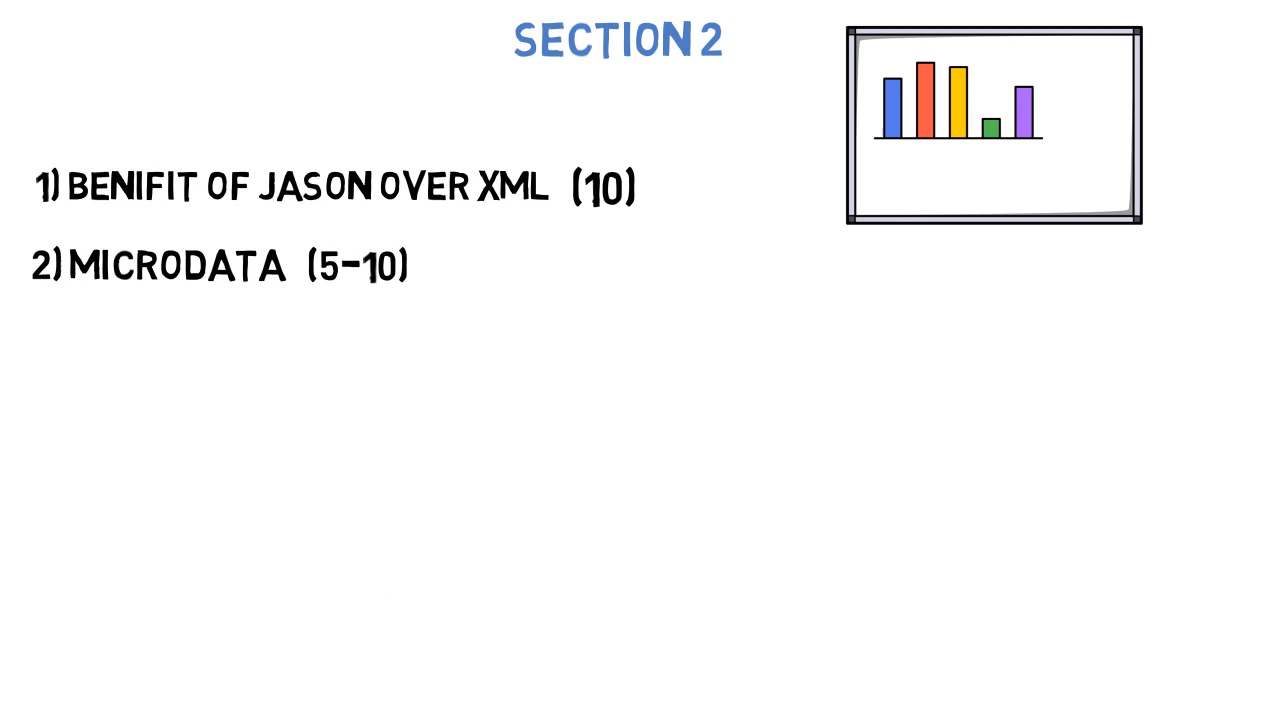 SECTION 2
1) BENIFIT OF JASON OVER XML (10)
2) MICRODATA (5-10)